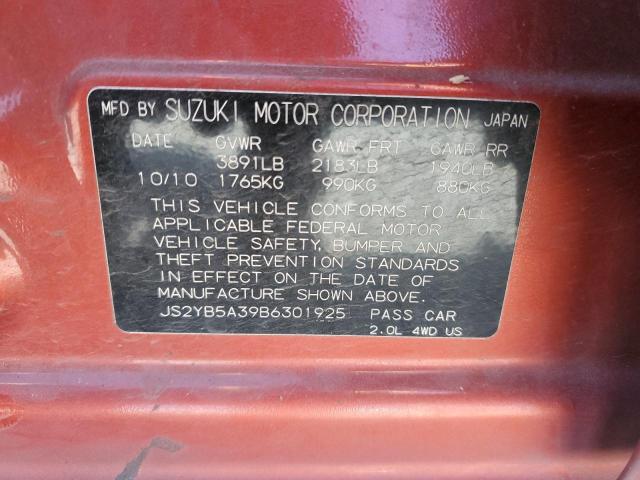 MFD BY SUZUKI MOTOR CORPORATION JAPAN
DATE GVWR GAWR FRT GAWR RR
3891LB 2183LB 1940LB
10/10 1765KG 990KG 880KG
THIS VEHICLE CONFORMS TO ALL
APPLICABLE FEDERAL MOTOR
VEHICLE SAFETY, BUMPER AND
THEFT PREVENTION STANDARDS
IN EFFECT ON THE DATE OF
MANUFACTURE SHOWN ABOVE.
JS2YB5A39B6301925 PASS CAR
2.0L 4WD US